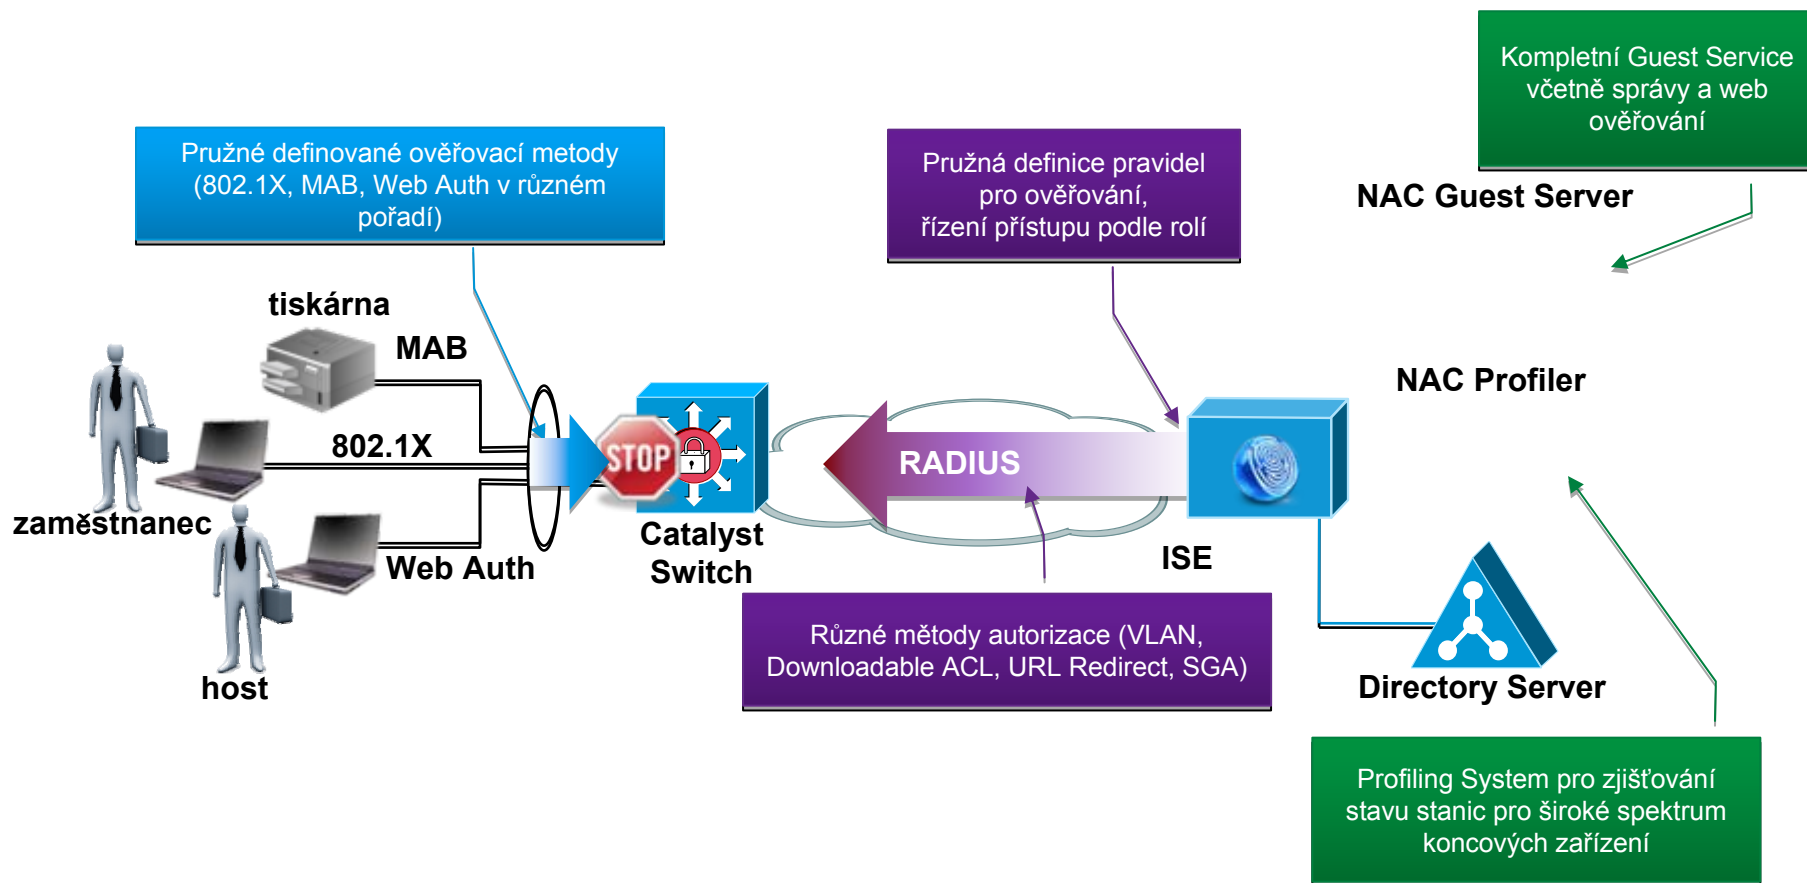 Kompletní Guest Service
včetně správy a web
ověřování
Pružné definované ověřovací metody
(802.1X, MAB, Web Auth v různém
pořadí)
Pružná definice pravidel
pro ověřování,
řízení přístupu podle rolí
NAC Guest Server
tiskárna
MAB
NAC Profiler
802.1X
STOP
RADIUS
zaměstnanec
Catalyst
Switch
ISE
Web Auth
Různé mětody autorizace (VLAN,
Downloadable ACL, URL Redirect, SGA)
host
Directory Server
Profiling System pro zjišťování
stavu stanic pro široké spektrum
koncových zařízení